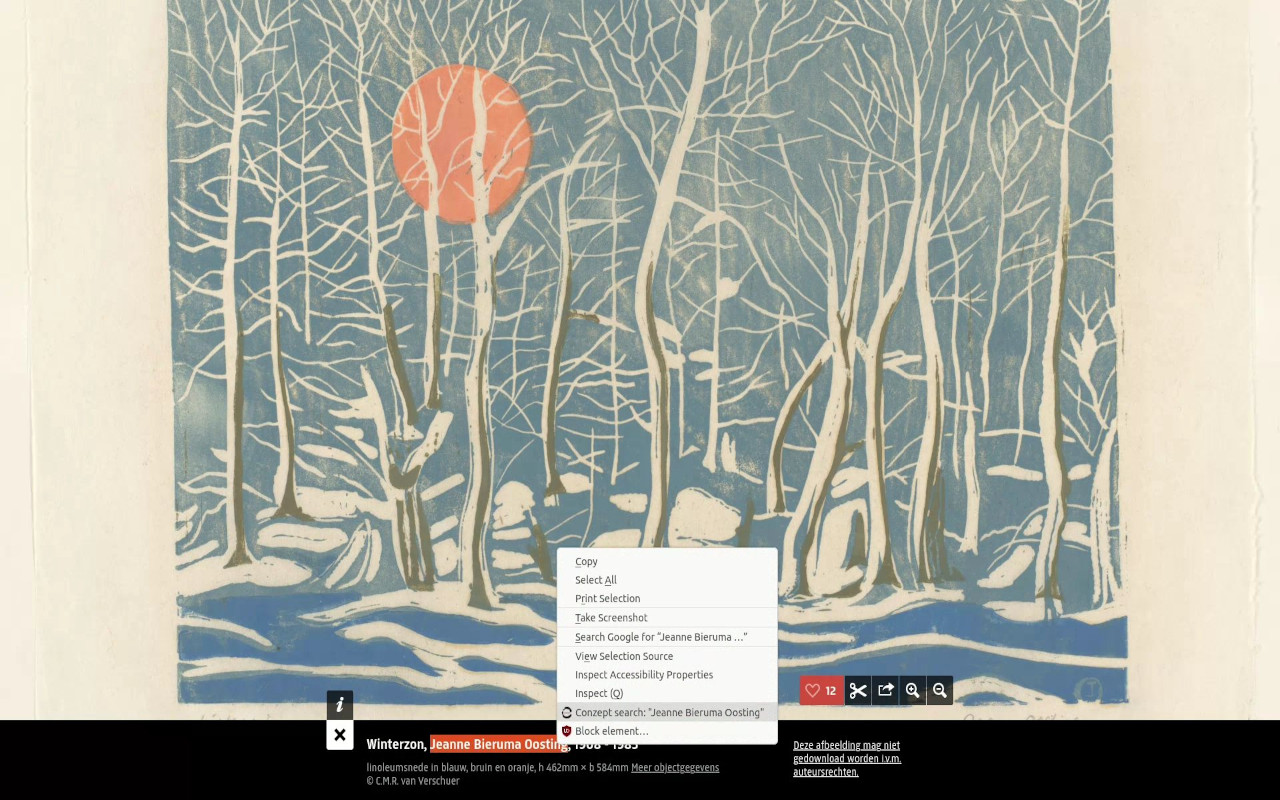 Copy
Select All
Print Selection
Take Screenshot
Search Google for “Jeanne Bieruma …”
View Selection Source
Inspect Accessibility Properties
Inspect (Q)
Conzept search: "Jeanne Bieruma Oosting"
Block element…
12
i
Winterzon, Jeanne Bieruma Oosting, 1968 - 1983
linoleumsnede in blauw, bruin en oranje, h 462mm × b 584mm Meer objectgegevens
© C.M.R. van Verschuer
Deze afbeelding mag niet
gedownload worden i.v.m.
auteursrechten.